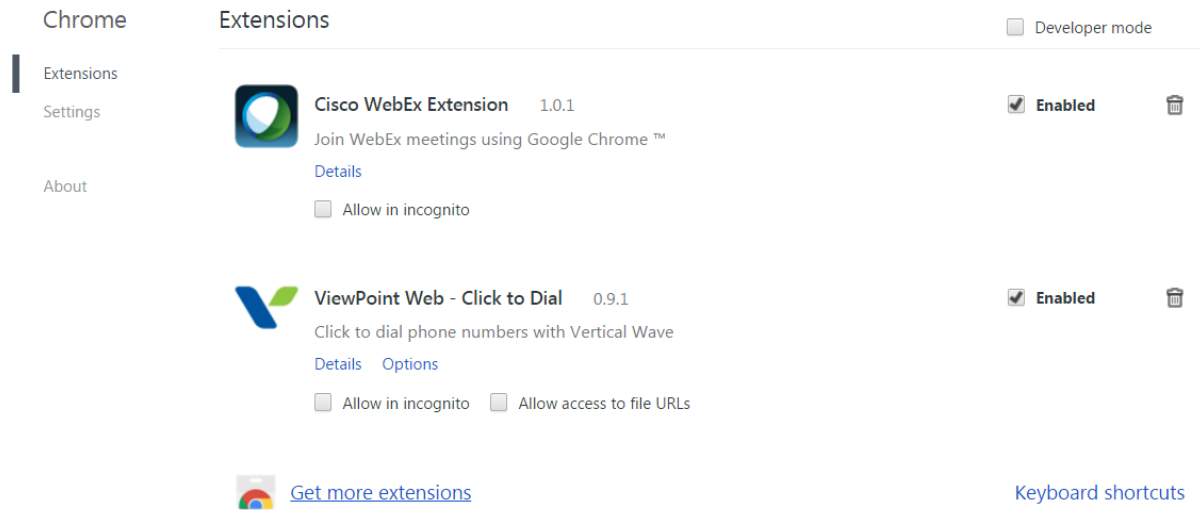 Chrome
Extensions
Settings
About
Extensions
Developer mode
Cisco WebEx Extension 1.0.1
Enabled
Join WebEx meetings using Google Chrome ™
Details
Allow in incognito
ViewPoint Web - Click to Dial 0.9.1
Enabled
Click to dial phone numbers with Vertical Wave
Details Options
Allow in incognito Allow access to file URLs
Get more extensions
Keyboard shortcuts